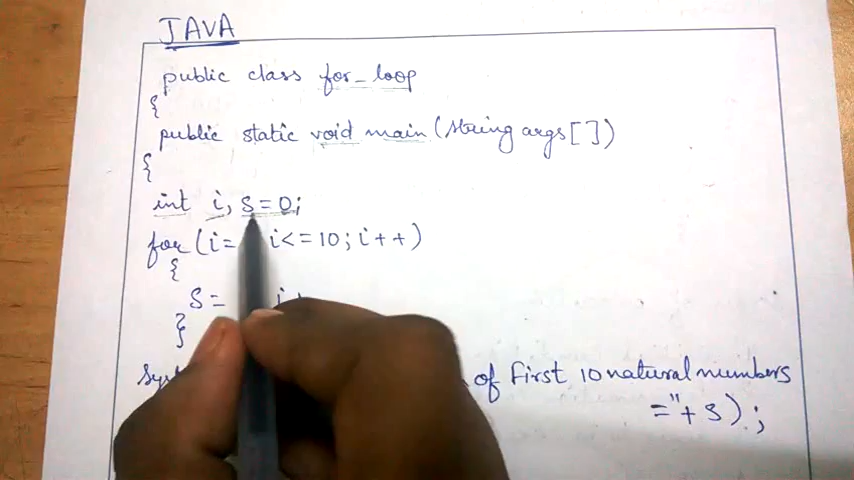 JAVA
public class for_loop
{
public static void main(String args[])
{
int i, s=0;
for(i= i<=10; i++)
{
s= i
}
of First 10 natural numbers
="+ s);